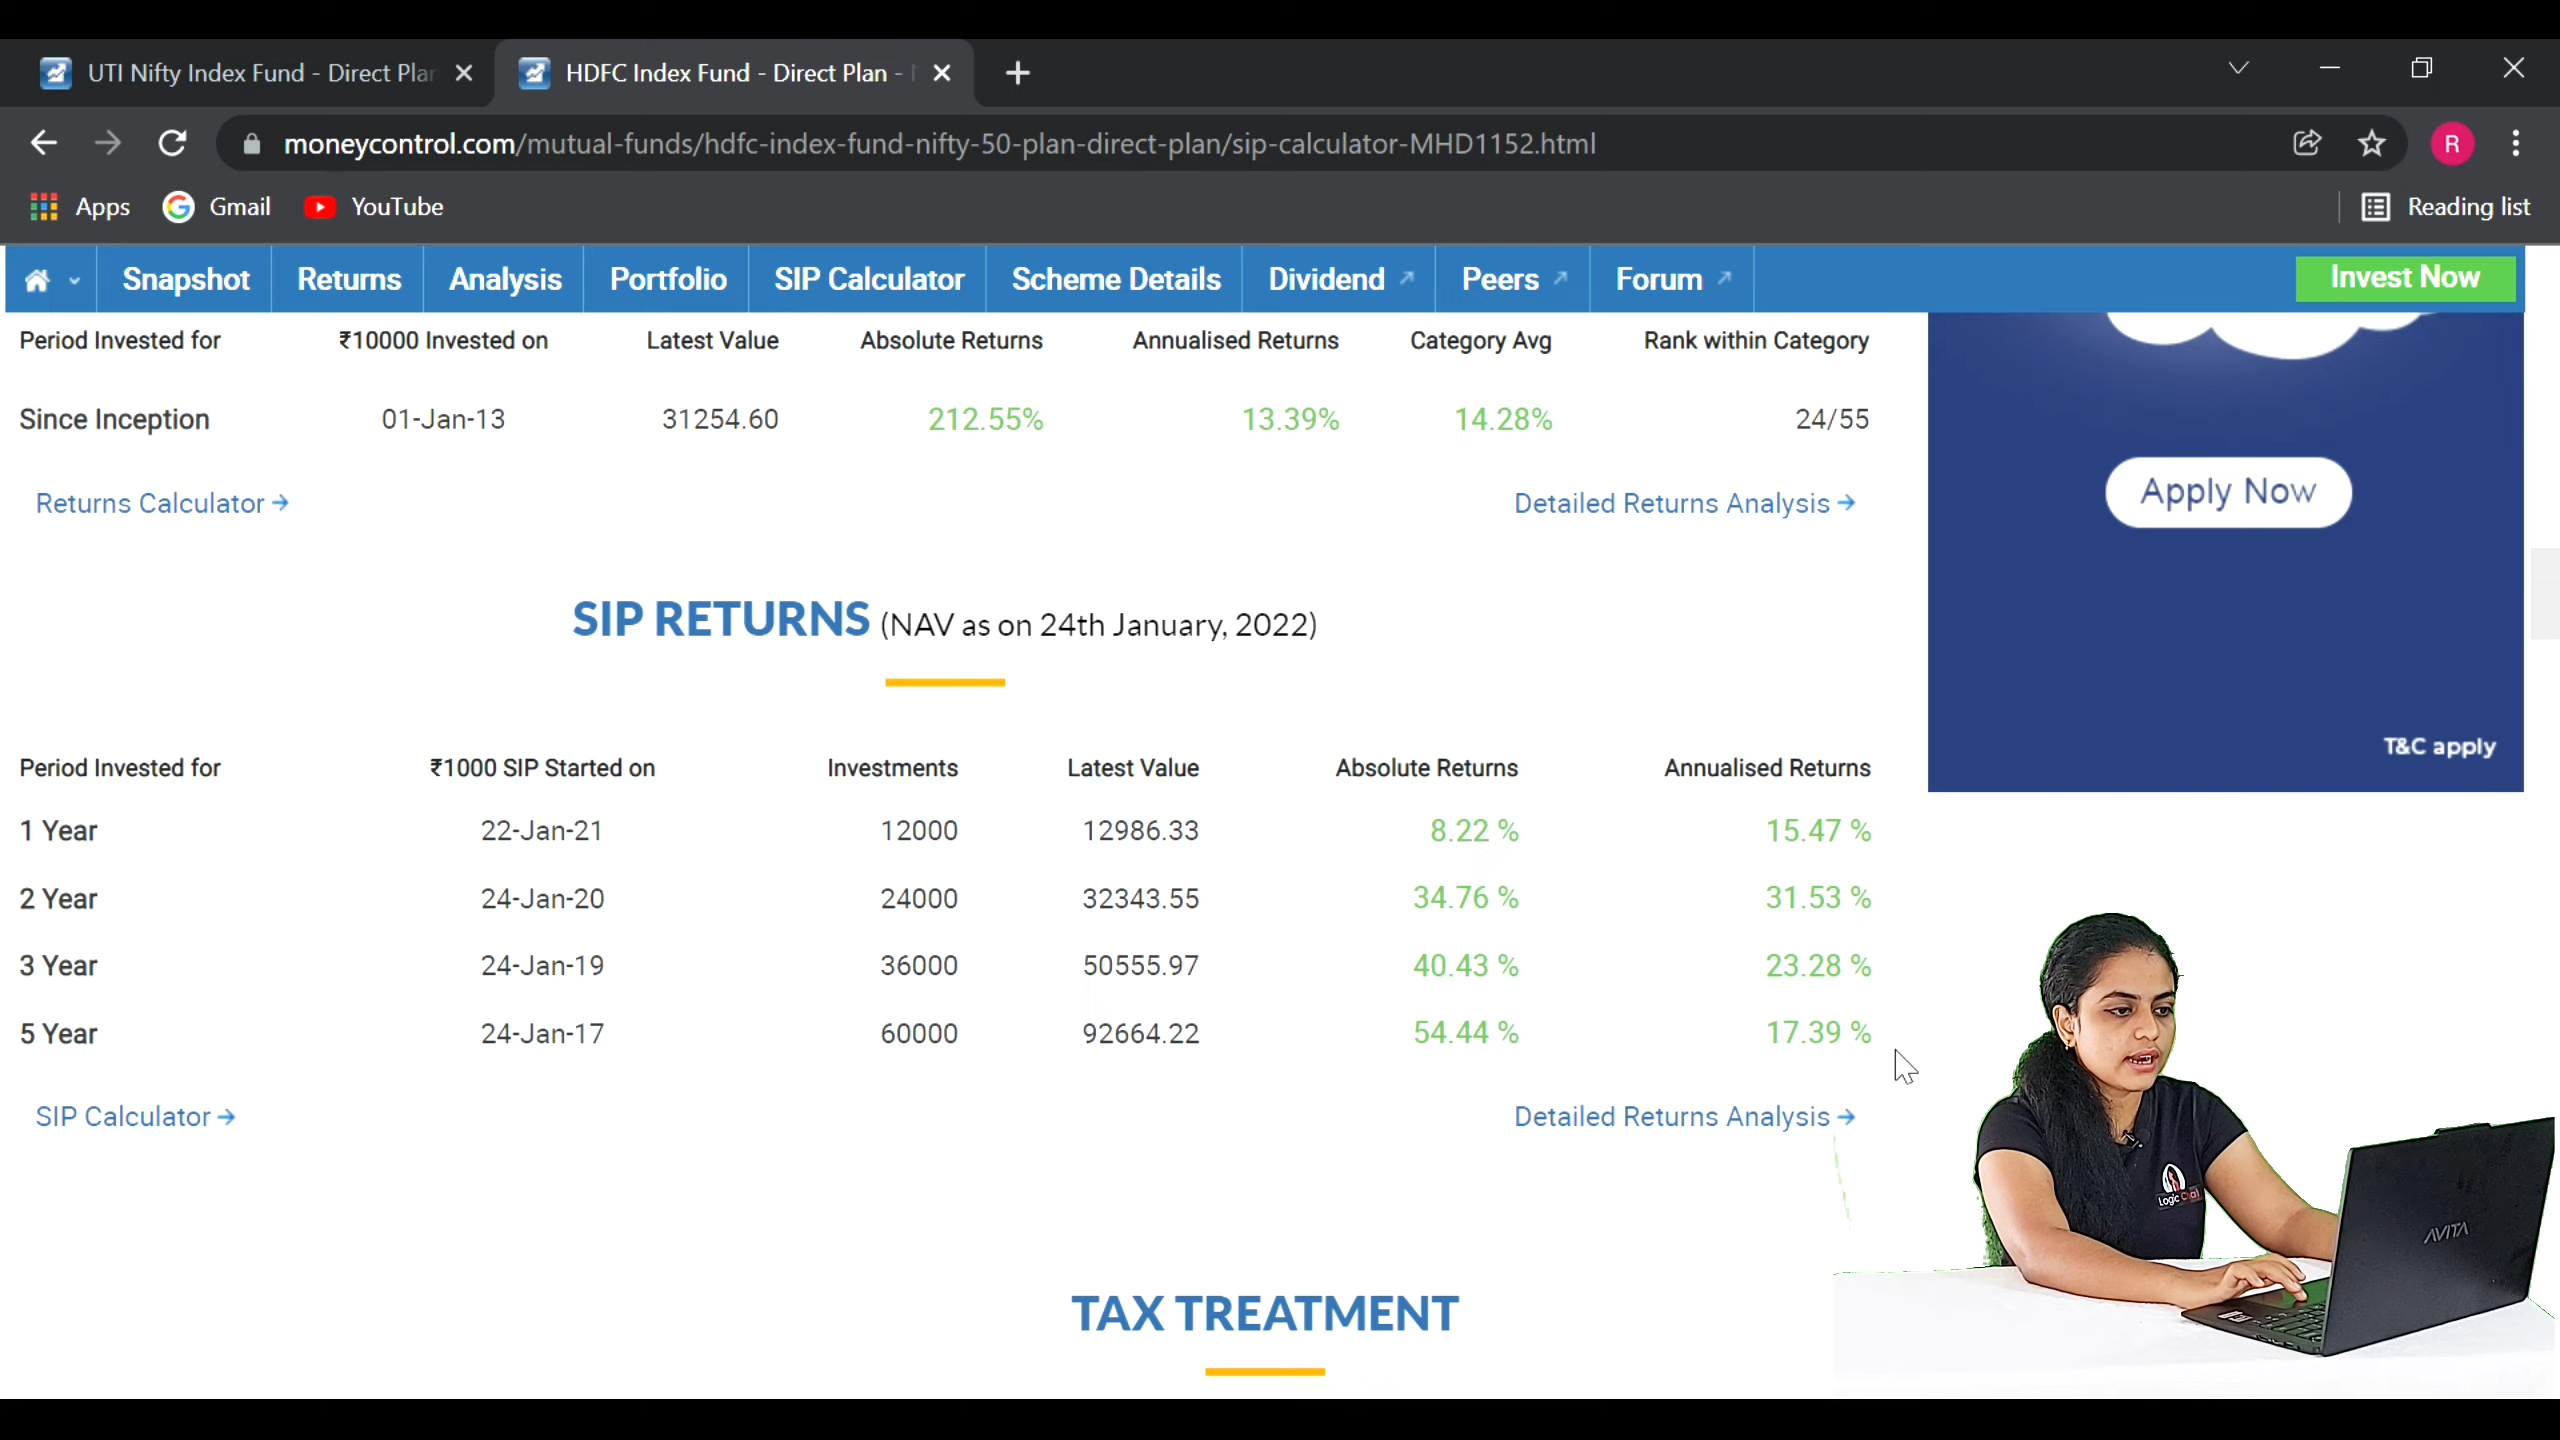 UTI Nifty Index Fund - Direct Plan
HDFC Index Fund - Direct Plan -
moneycontrol.com/mutual-funds/hdfc-index-fund-nifty-50-plan-direct-plan/sip-calculator-MHD1152.html
R
Apps Gmail YouTube Reading list
Snapshot Returns Analysis Portfolio SIP Calculator Scheme Details Dividend Peers Forum Invest Now
Period Invested for ₹10000 Invested on Latest Value Absolute Returns Annualised Returns Category Avg Rank within Category
Since Inception 01-Jan-13 31254.60 212.55% 13.39% 14.28% 24/55
Returns Calculator → Detailed Returns Analysis →
Apply Now
SIP RETURNS (NAV as on 24th January, 2022)
T&C apply
Period Invested for ₹1000 SIP Started on Investments Latest Value Absolute Returns Annualised Returns
1 Year 22-Jan-21 12000 12986.33 8.22 % 15.47 %
2 Year 24-Jan-20 24000 32343.55 34.76 % 31.53 %
3 Year 24-Jan-19 36000 50555.97 40.43 % 23.28 %
5 Year 24-Jan-17 60000 92664.22 54.44 % 17.39 %
SIP Calculator → Detailed Returns Analysis →
Logic Chai
AVITA
TAX TREATMENT